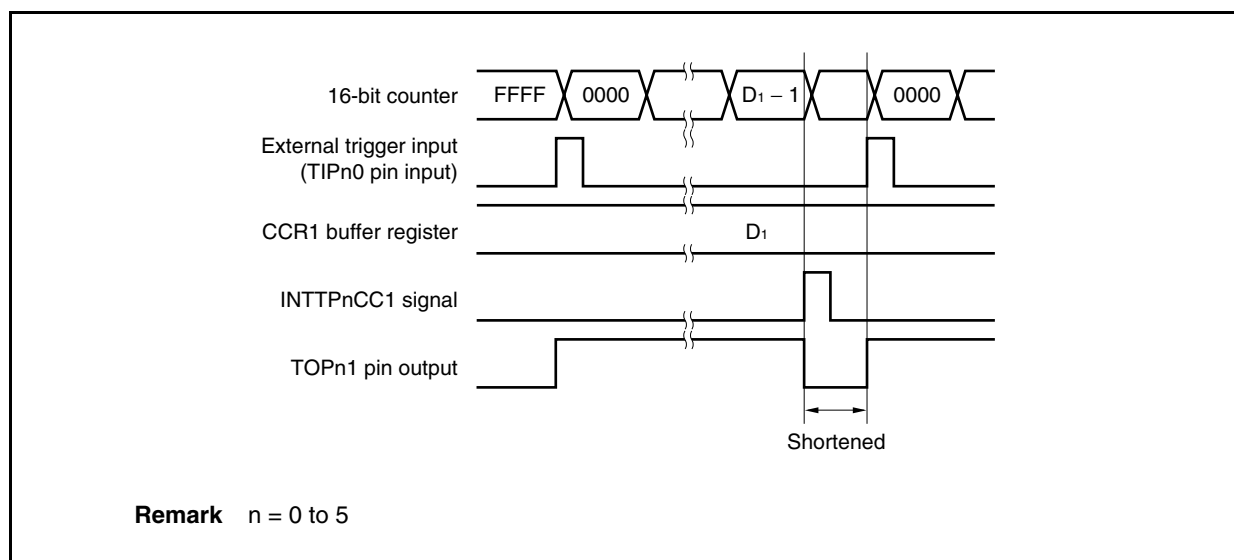 16-bit counter FFFF 0000 D1 – 1 0000
External trigger input
(TIPn0 pin input)
CCR1 buffer register D1
INTTPnCC1 signal
TOPn1 pin output
Shortened
Remark n = 0 to 5